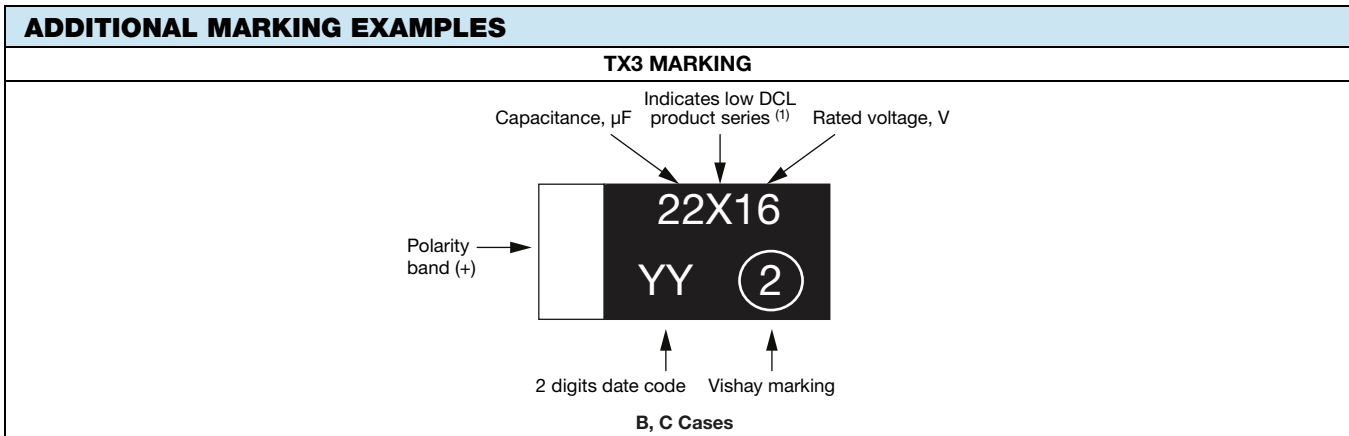 ADDITIONAL MARKING EXAMPLES
TX3 MARKING
Indicates low DCL
Capacitance, µF product series (1) Rated voltage, V
22X16
Polarity
band (+)
YY 2
2 digits date code Vishay marking
B, C Cases